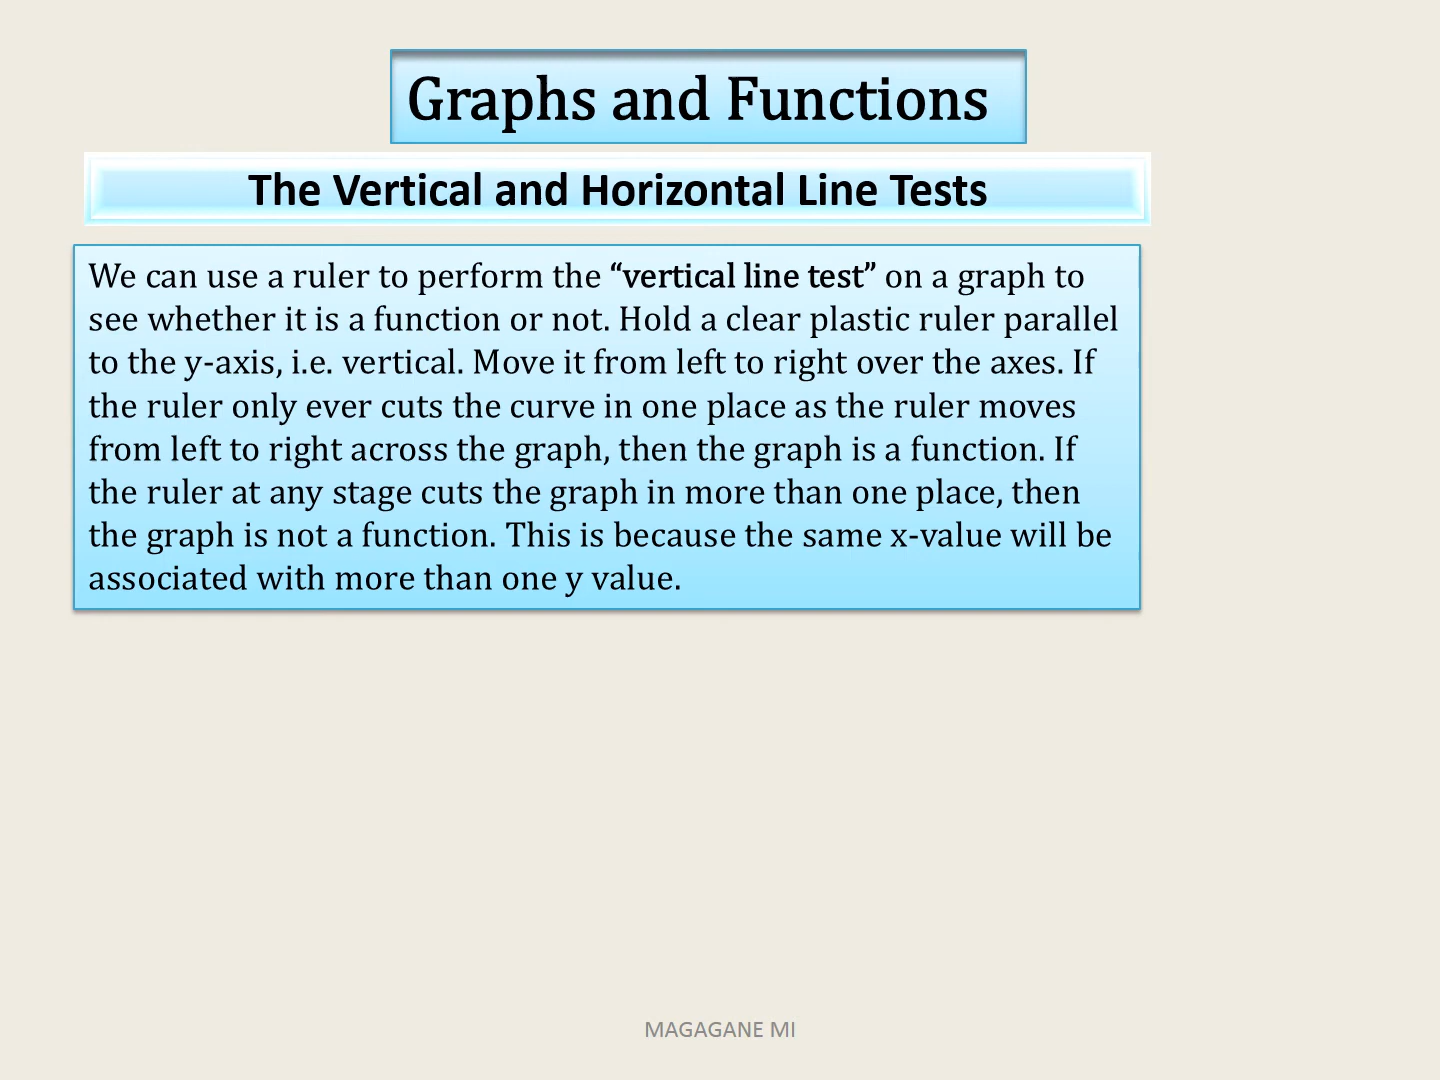 Graphs and Functions
The Vertical and Horizontal Line Tests
We can use a ruler to perform the “vertical line test” on a graph to
see whether it is a function or not. Hold a clear plastic ruler parallel
to the y-axis, i.e. vertical. Move it from left to right over the axes. If
the ruler only ever cuts the curve in one place as the ruler moves
from left to right across the graph, then the graph is a function. If
the ruler at any stage cuts the graph in more than one place, then
the graph is not a function. This is because the same x-value will be
associated with more than one y value.
MAGAGANE MI